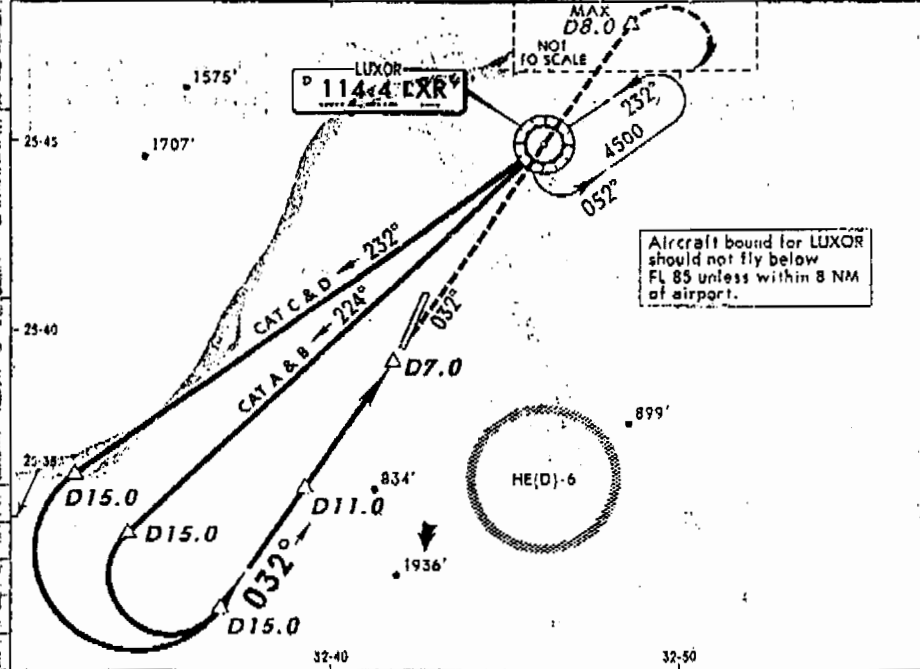 MAX
D8.0
NOT
TO SCALE
1575'
LUXOR
D 114.4 LXR
232°
4500
052°
25-45
1707'
Aircraft bound for LUXOR
should not fly below
FL 85 unless within 8 NM
of airport.
CAT C & D 232°
CAT A & B 224°
032°
25-40
D7.0
899'
HE(D)-6
D15.0
D15.0
D11.0
834'
032°
1936'
D15.0
32-40
32-50